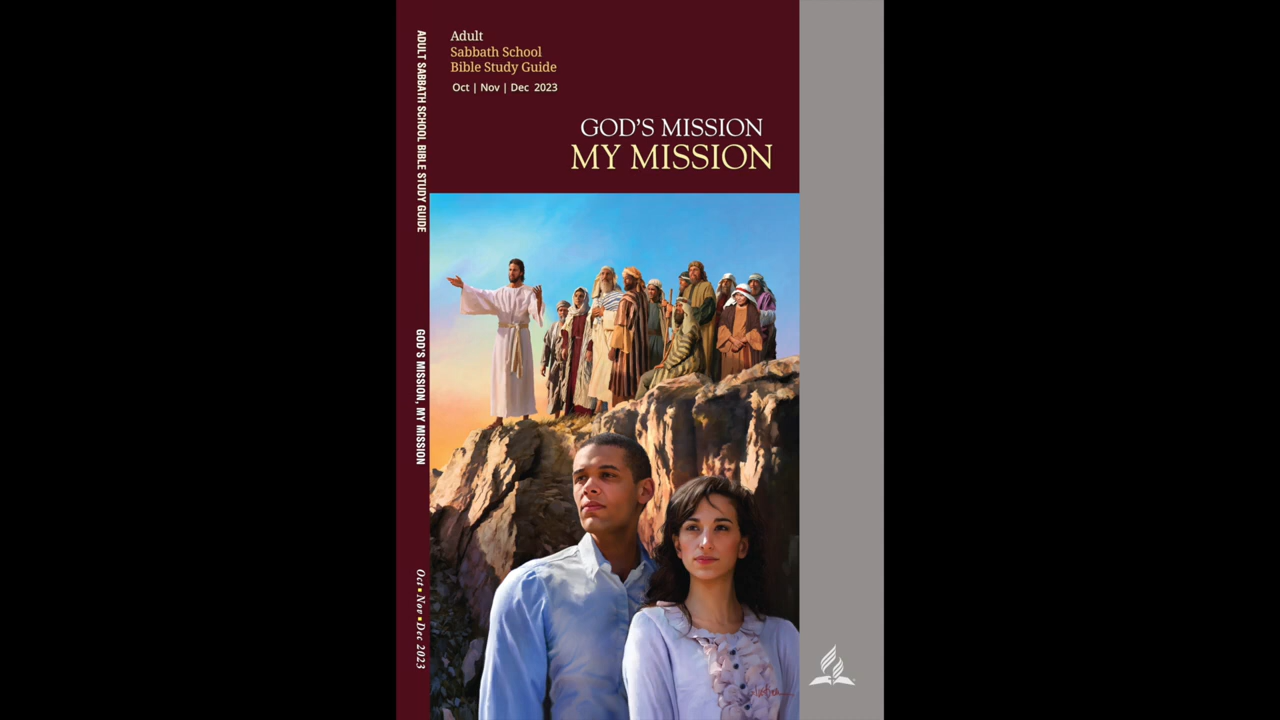 ADULT SABBATH SCHOOL BIBLE STUDY GUIDE
GOD'S MISSION, MY MISSION
Oct ▪ Nov ▪ Dec 2023
Adult
Sabbath School
Bible Study Guide
Oct | Nov | Dec 2023
GOD'S MISSION
MY MISSION